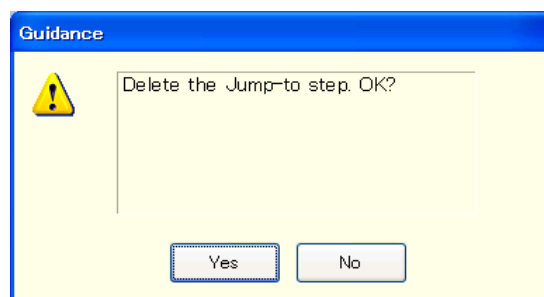 Guidance
Delete the Jump-to step. OK?
Yes
No